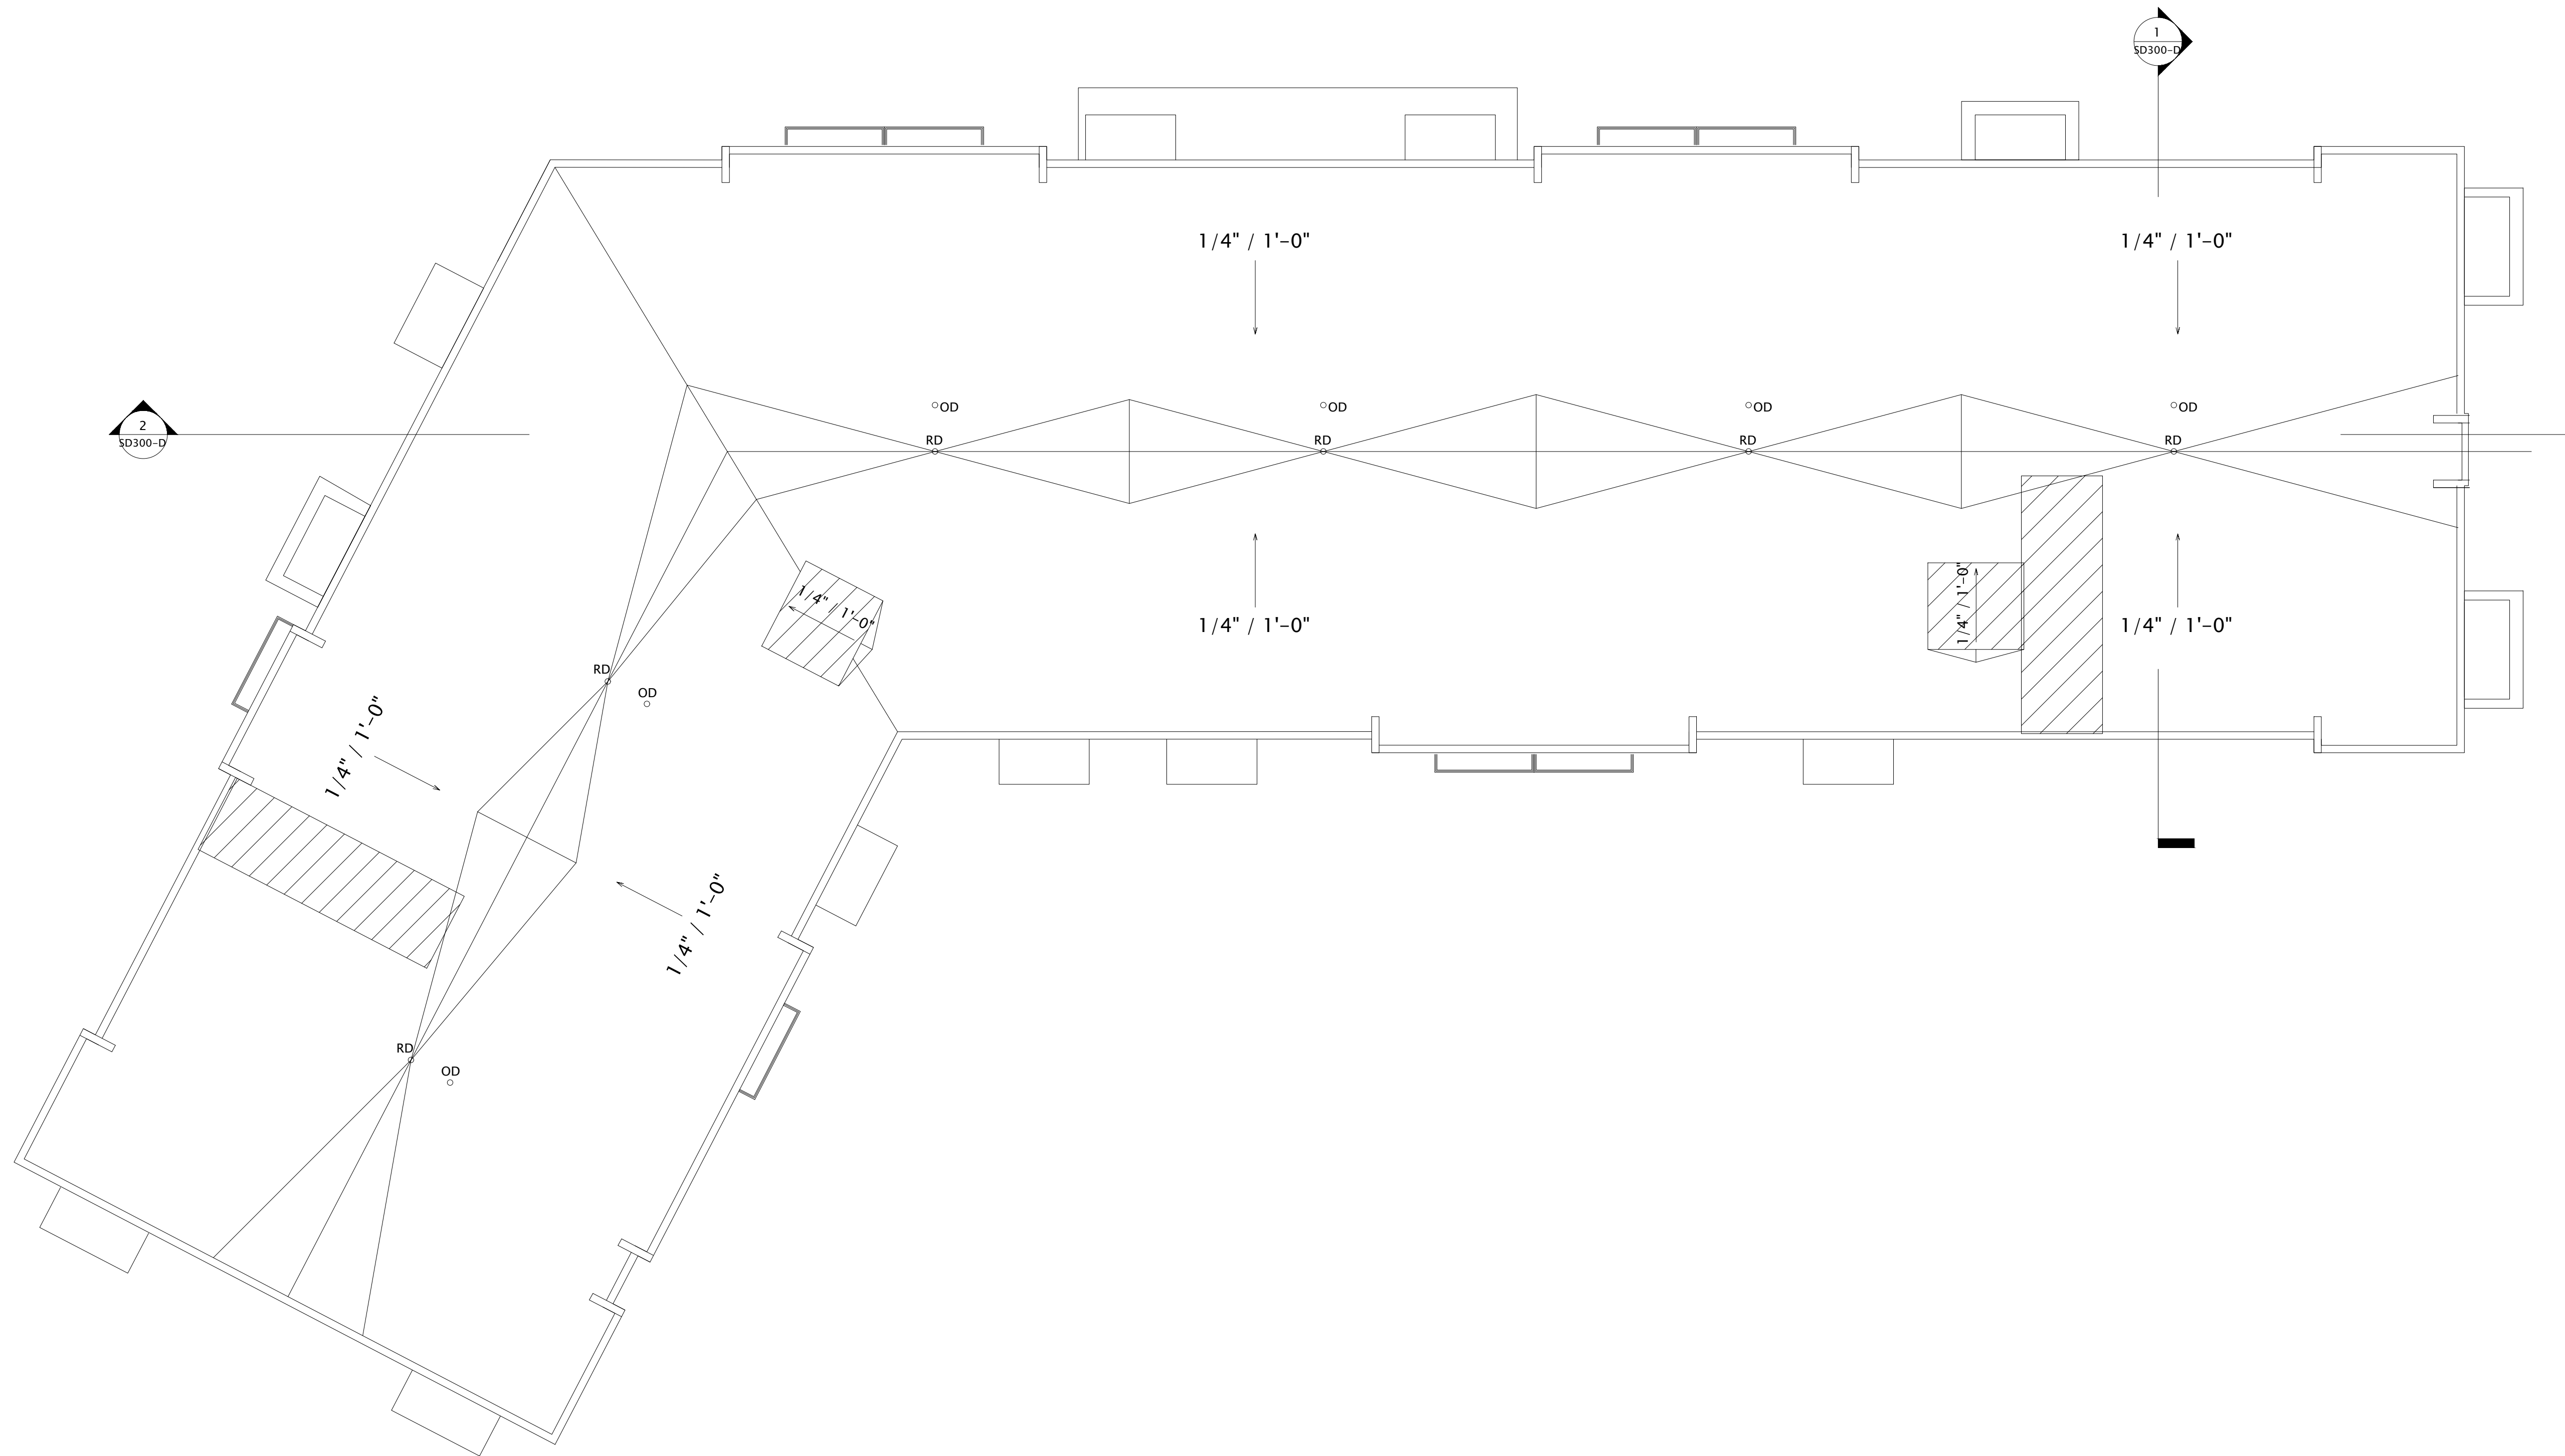 1
SD300-D
1/4" / 1'-0"
1/4" / 1'-0"
OD
OD
OD
OD
2
SD300-D
RD
RD
RD
RD
1/4" / 1'-0"
1/4" / 1'-0"
1/4" / 1'-0"
1/4" / 1'-0"
RD
OD
1/4" / 1'-0"
1/4" / 1'-0"
RD
OD